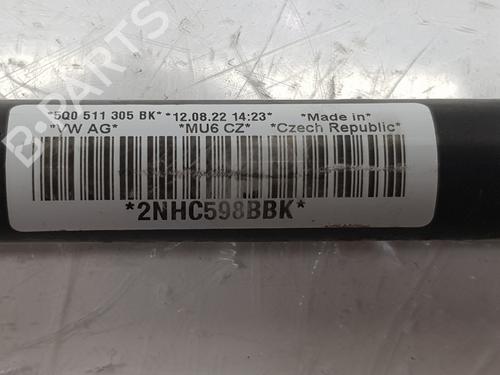 *5Q0 511 305 BK* *12.08.22 14:23* *Made in*
*VW AG* *MU6 CZ* *Czech Republic*
*2NHC598BBK*
B-PARTS